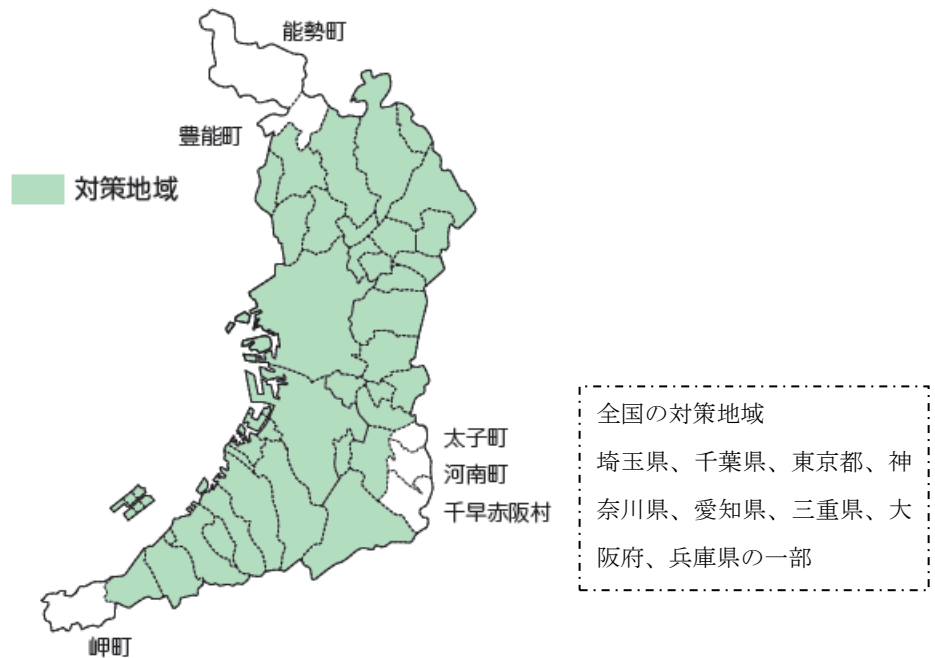 能勢町
豊能町
対策地域
太子町
河南町
千早赤阪村
岬町
全国の対策地域
埼玉県、千葉県、東京都、神
奈川県、愛知県、三重県、大
阪府、兵庫県の一部